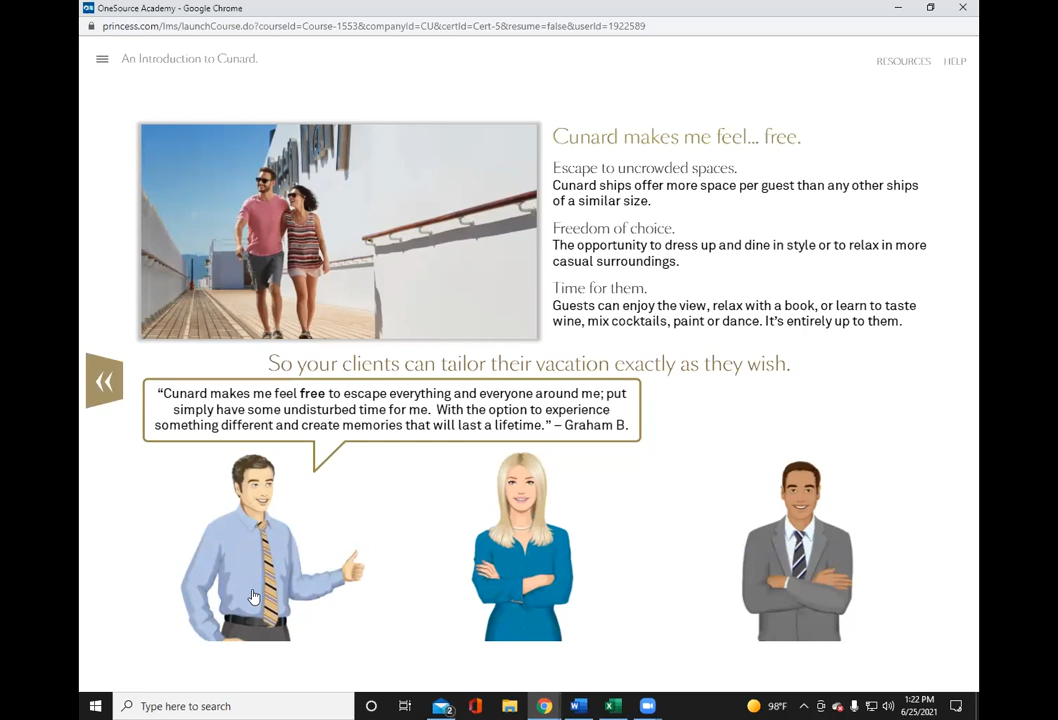 OneSource Academy - Google Chrome
princess.com/lms/launchCourse.do?courseId=Course-1553&companyId=CU&certId=Cert-5&resume=false&userId=1922589
An Introduction to Cunard.
RESOURCES HELP
Cunard makes me feel... free.
Escape to uncrowded spaces.
Cunard ships offer more space per guest than any other ships
of a similar size.
Freedom of choice.
The opportunity to dress up and dine in style or to relax in more
casual surroundings.
Time for them.
Guests can enjoy the view, relax with a book, or learn to taste
wine, mix cocktails, paint or dance. It’s entirely up to them.
So your clients can tailor their vacation exactly as they wish.
“Cunard makes me feel free to escape everything and everyone around me; put
simply have some undisturbed time for me. With the option to experience
something different and create memories that will last a lifetime.” – Graham B.
Type here to search
2
98°F
1:22 PM
6/25/2021